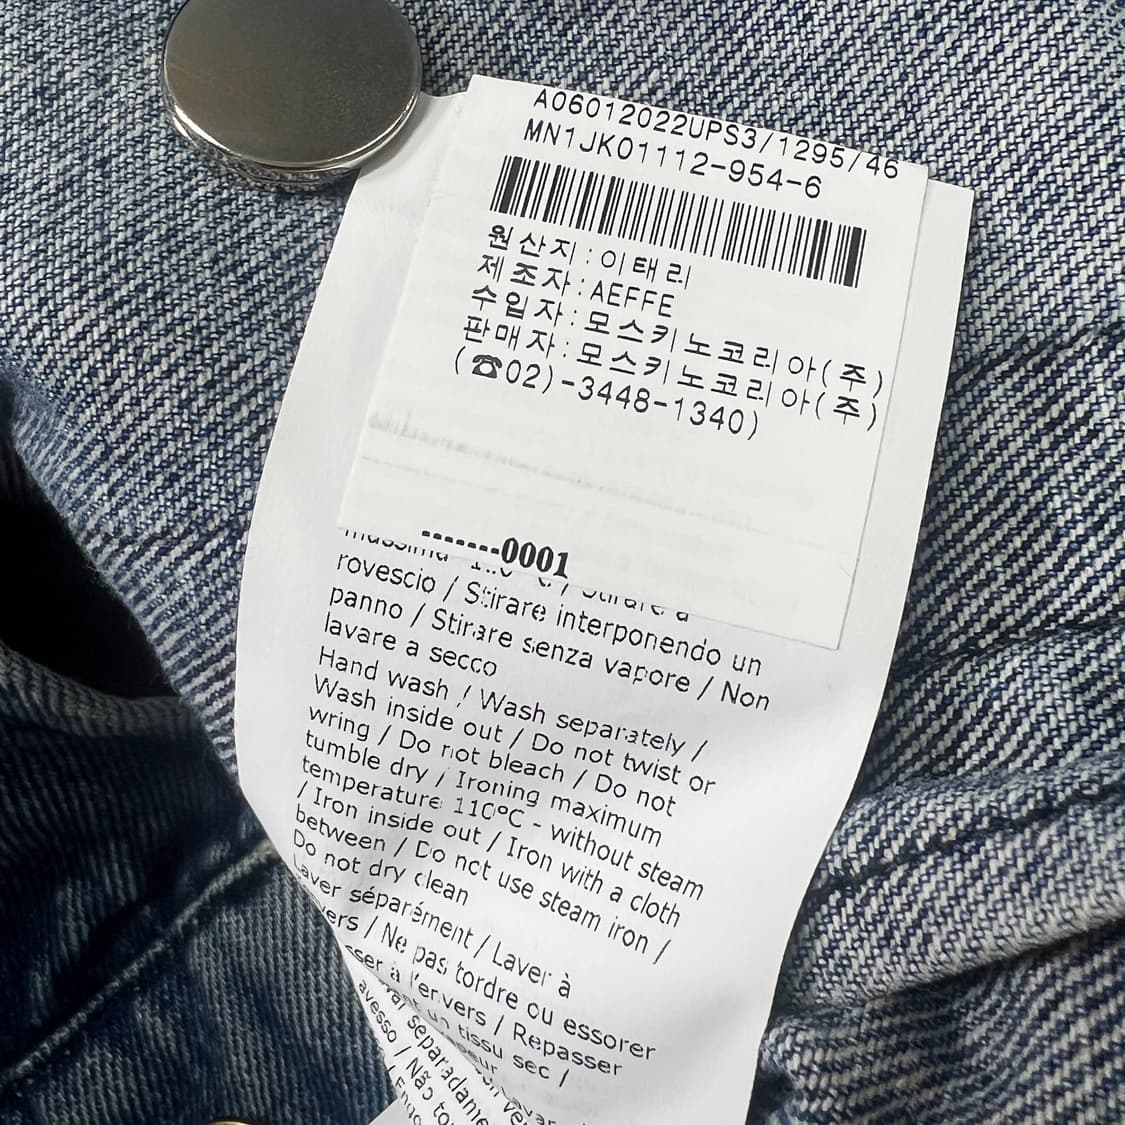 A06012022UPS3/1295/46
MN1JK01112-954-6
원산지:이태리
제조자:AEFFE
수입자:모스키노코리아(주)
판매자:모스키노코리아(주)
(☎02)-3448-1340)
-------0001
rovescio / Stirare interponendo un
panno / Stirare senza vapore / Non
lavare a secco
Hand wash / Wash separately /
Wash inside out / Do not twist or
wring / Do not bleach / Do not
tumble dry / Ironing maximum
temperature 110°C - without steam
/ Iron inside out / Iron with a cloth
between / Do not use steam iron /
Do not dry clean
Laver séparément / Laver à
/ Ne pas tordre ou essorer
à l'envers / Repasser
un tissu sec /
avesso / Não